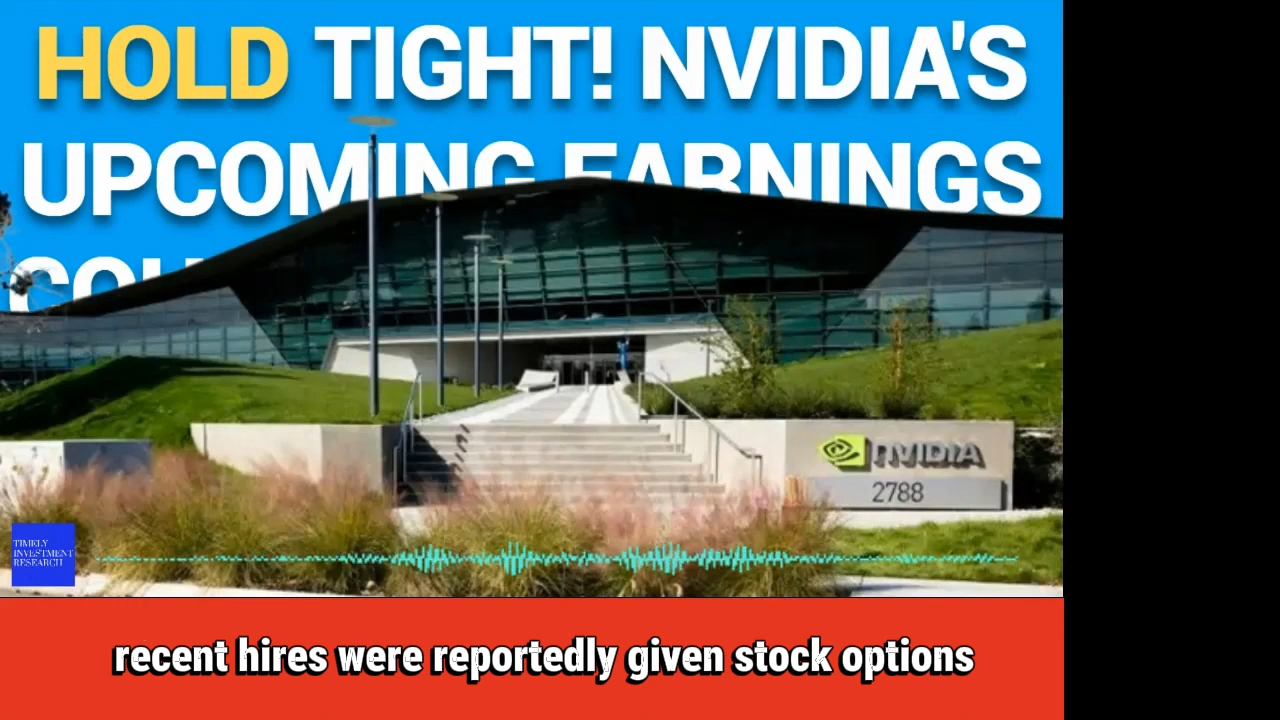 HOLD TIGHT! NVIDIA'S
UPCOMING EARNINGS
NVIDIA
2788
TIMELY
INVESTMENT
RESEARCH
recent hires were reportedly given stock options